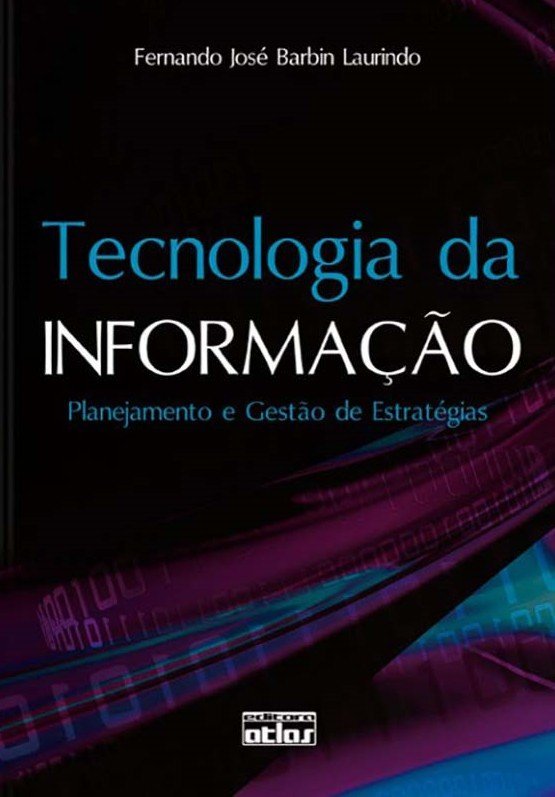 Fernando José Barbin Laurindo
Tecnologia da
INFORMAÇÃO
Planejamento e Gestão de Estratégias
editora
atlas